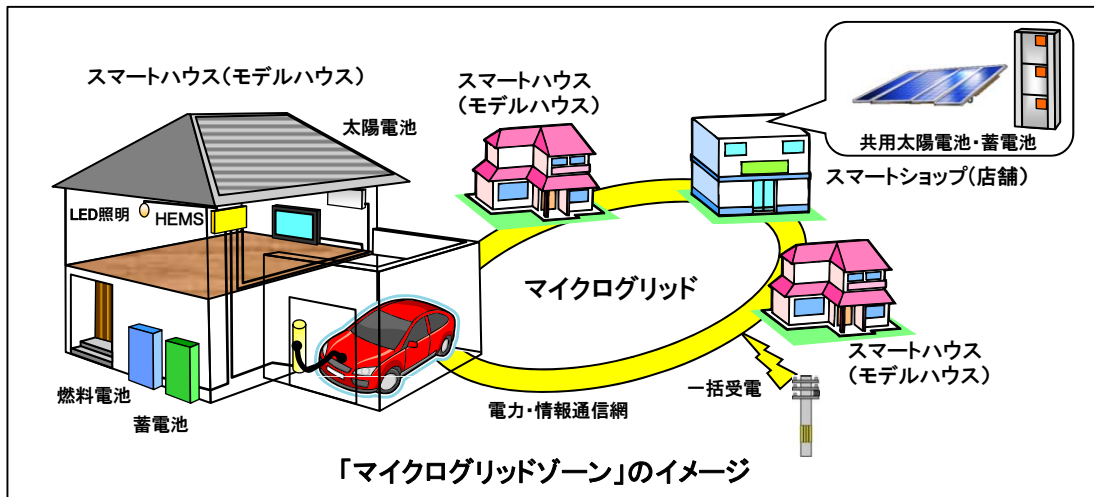 スマートハウス(モデルハウス)
太陽電池
LED照明
HEMS
燃料電池
蓄電池
スマートハウス
(モデルハウス)
共用太陽電池・蓄電池
スマートショップ(店舗)
マイクログリッド
スマートハウス
(モデルハウス)
一括受電
電力・情報通信網
「マイクログリッドゾーン」のイメージ